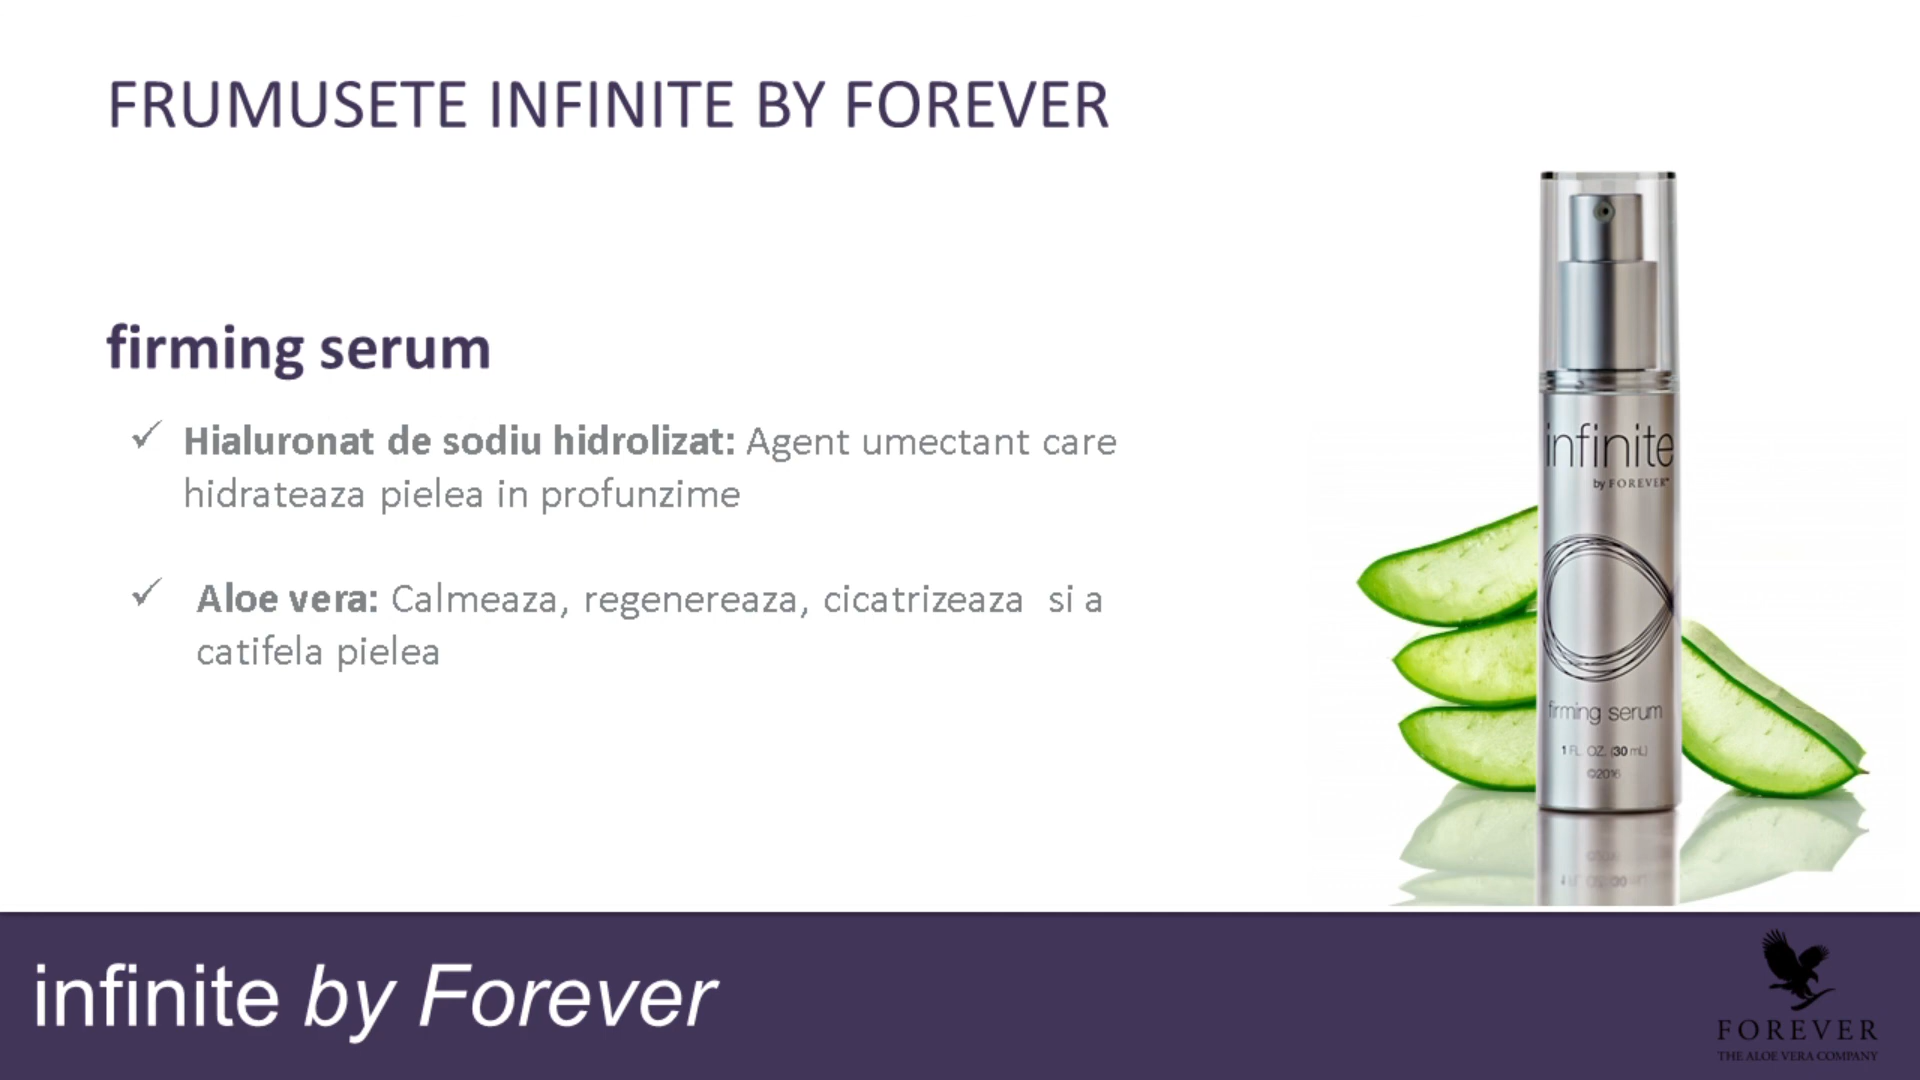 FRUMUSETE INFINITE BY FOREVER
firming serum
✓ Hialuronat de sodiu hidrolizat: Agent umectant care
hidrateaza pielea in profunzime
✓ Aloe vera: Calmeaza, regenereaza, cicatrizeaza si a
catifela pielea
infinite
by FOREVER™
firming serum
1 FL. OZ. (30 mL)
©2016
infinite by Forever
FOREVER
THE ALOE VERA COMPANY